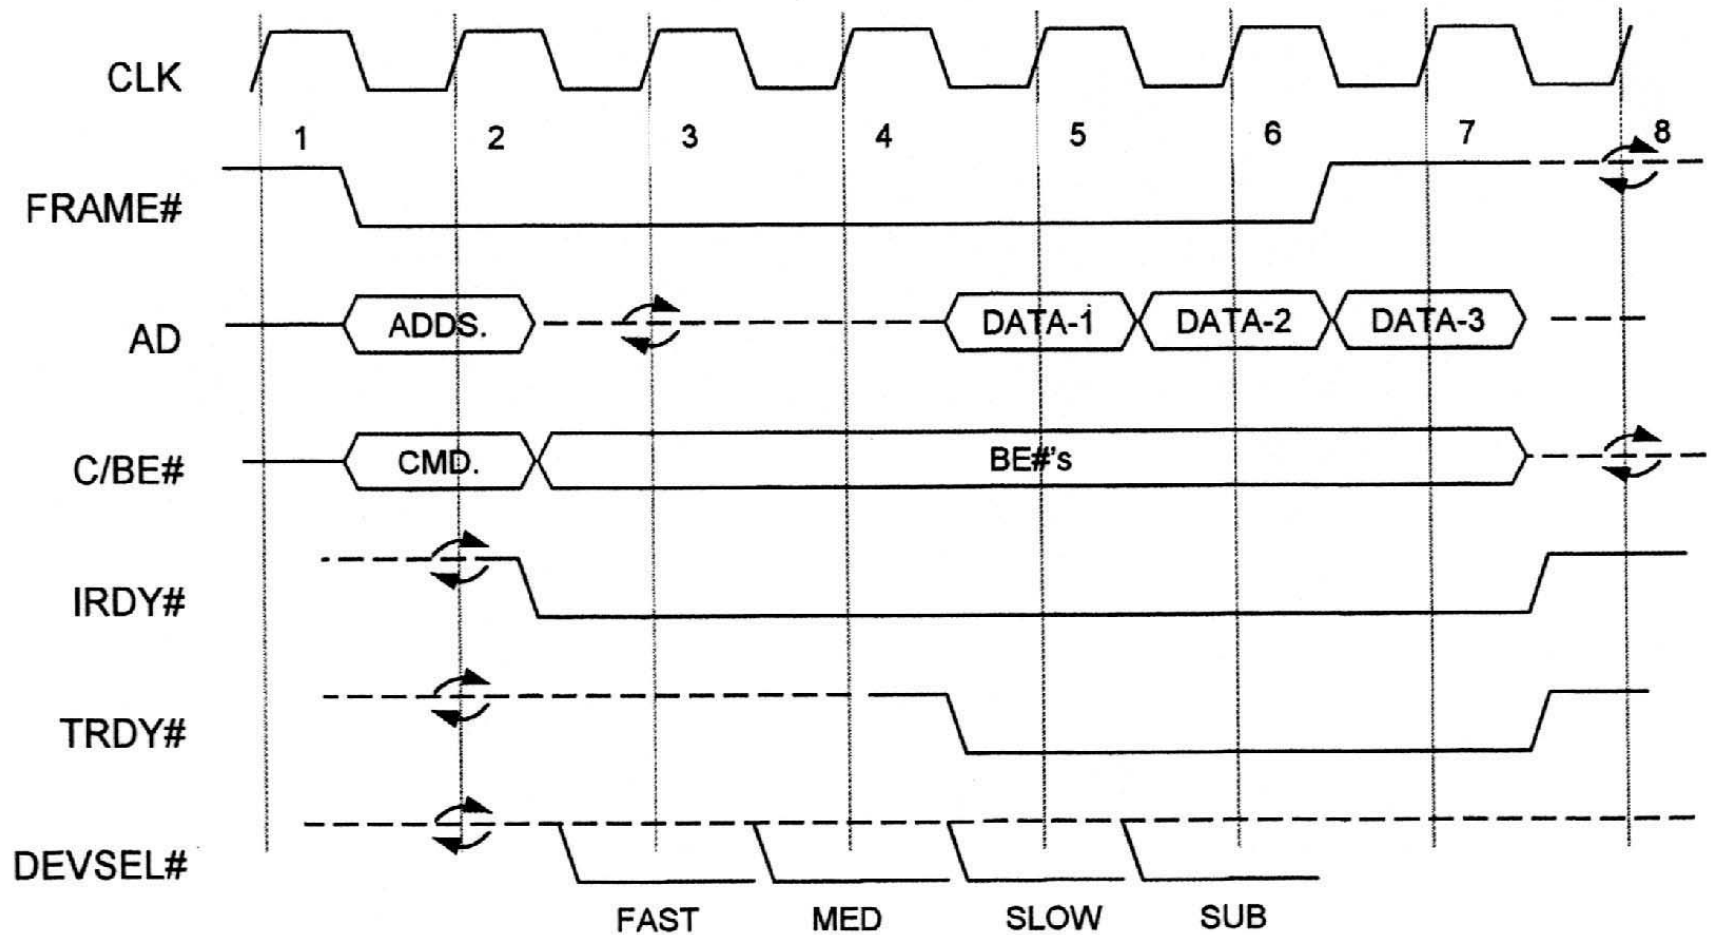 CLK
1 2 3 4 5 6 7 8
FRAME#
AD ADDS. DATA-1 DATA-2 DATA-3
C/BE# CMD. BE#'s
IRDY#
TRDY#
DEVSEL#
FAST MED SLOW SUB